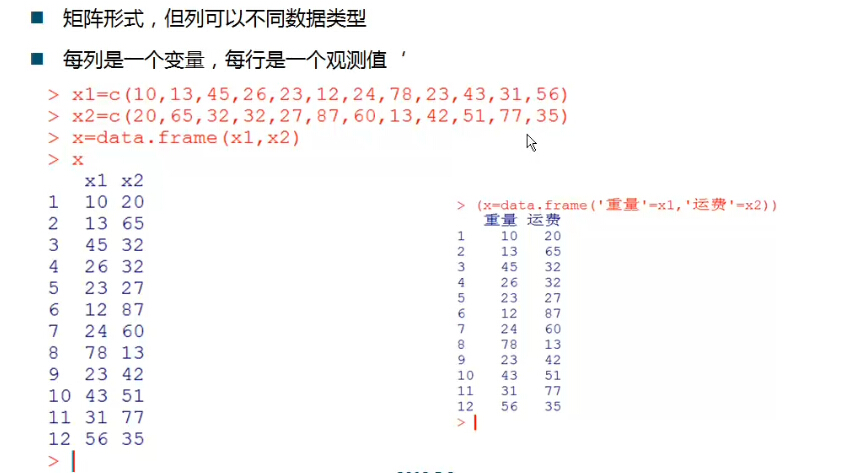 矩阵形式，但列可以不同数据类型
每列是一个变量，每行是一个观测值 ′
> x1=c(10,13,45,26,23,12,24,78,23,43,31,56)
> x2=c(20,65,32,32,27,87,60,13,42,51,77,35)
> x=data.frame(x1,x2)
> x
x1 x2
1 10 20
2 13 65
3 45 32
4 26 32
5 23 27
6 12 87
7 24 60
8 78 13
9 23 42
10 43 51
11 31 77
12 56 35
>
> (x=data.frame('重量'=x1,'运费'=x2))
重量 运费
1 10 20
2 13 65
3 45 32
4 26 32
5 23 27
6 12 87
7 24 60
8 78 13
9 23 42
10 43 51
11 31 77
12 56 35
>